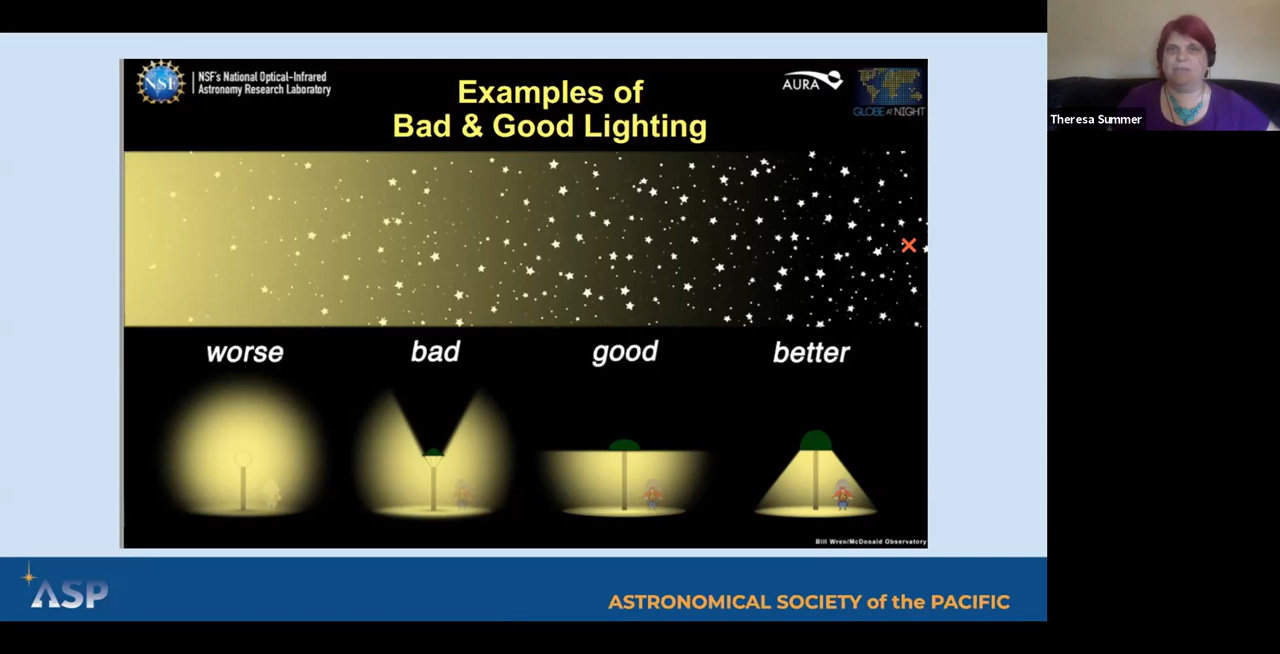 NSF
NSF's National Optical-Infrared
Astronomy Research Laboratory
Examples of
Bad & Good Lighting
AURA
GLOBE AT NIGHT
Theresa Summer
worse
bad
good
better
Bill Wren/McDonald Observatory
ASP
ASTRONOMICAL SOCIETY of the PACIFIC